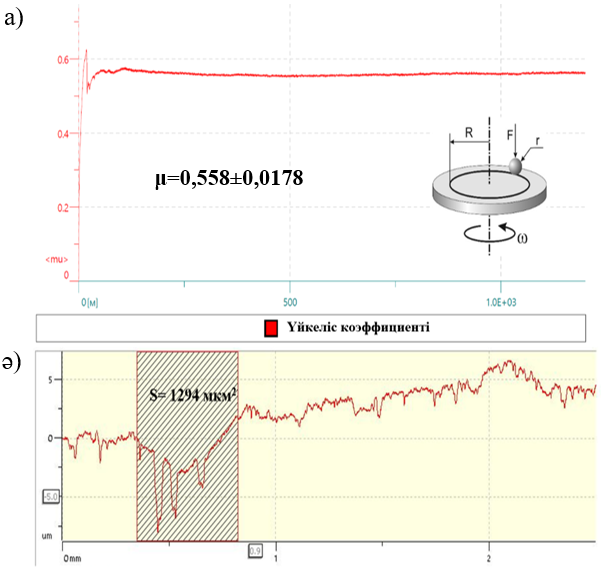 а)
0.6
0.4
0.2
<mu>
0
R
F
r
ω
μ=0,558±0,0178
0[м]
500
1.0E+03
Үйкеліс коэффициенті
ә)
5
0
-5.0
um
S= 1294 мкм²
0mm
0.9
1
2